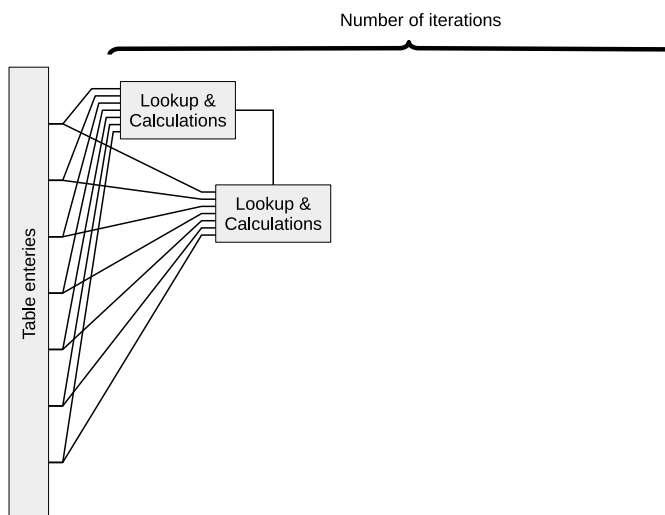 Number of iterations
Lookup &
Calculations
Lookup &
Calculations
Table enteries